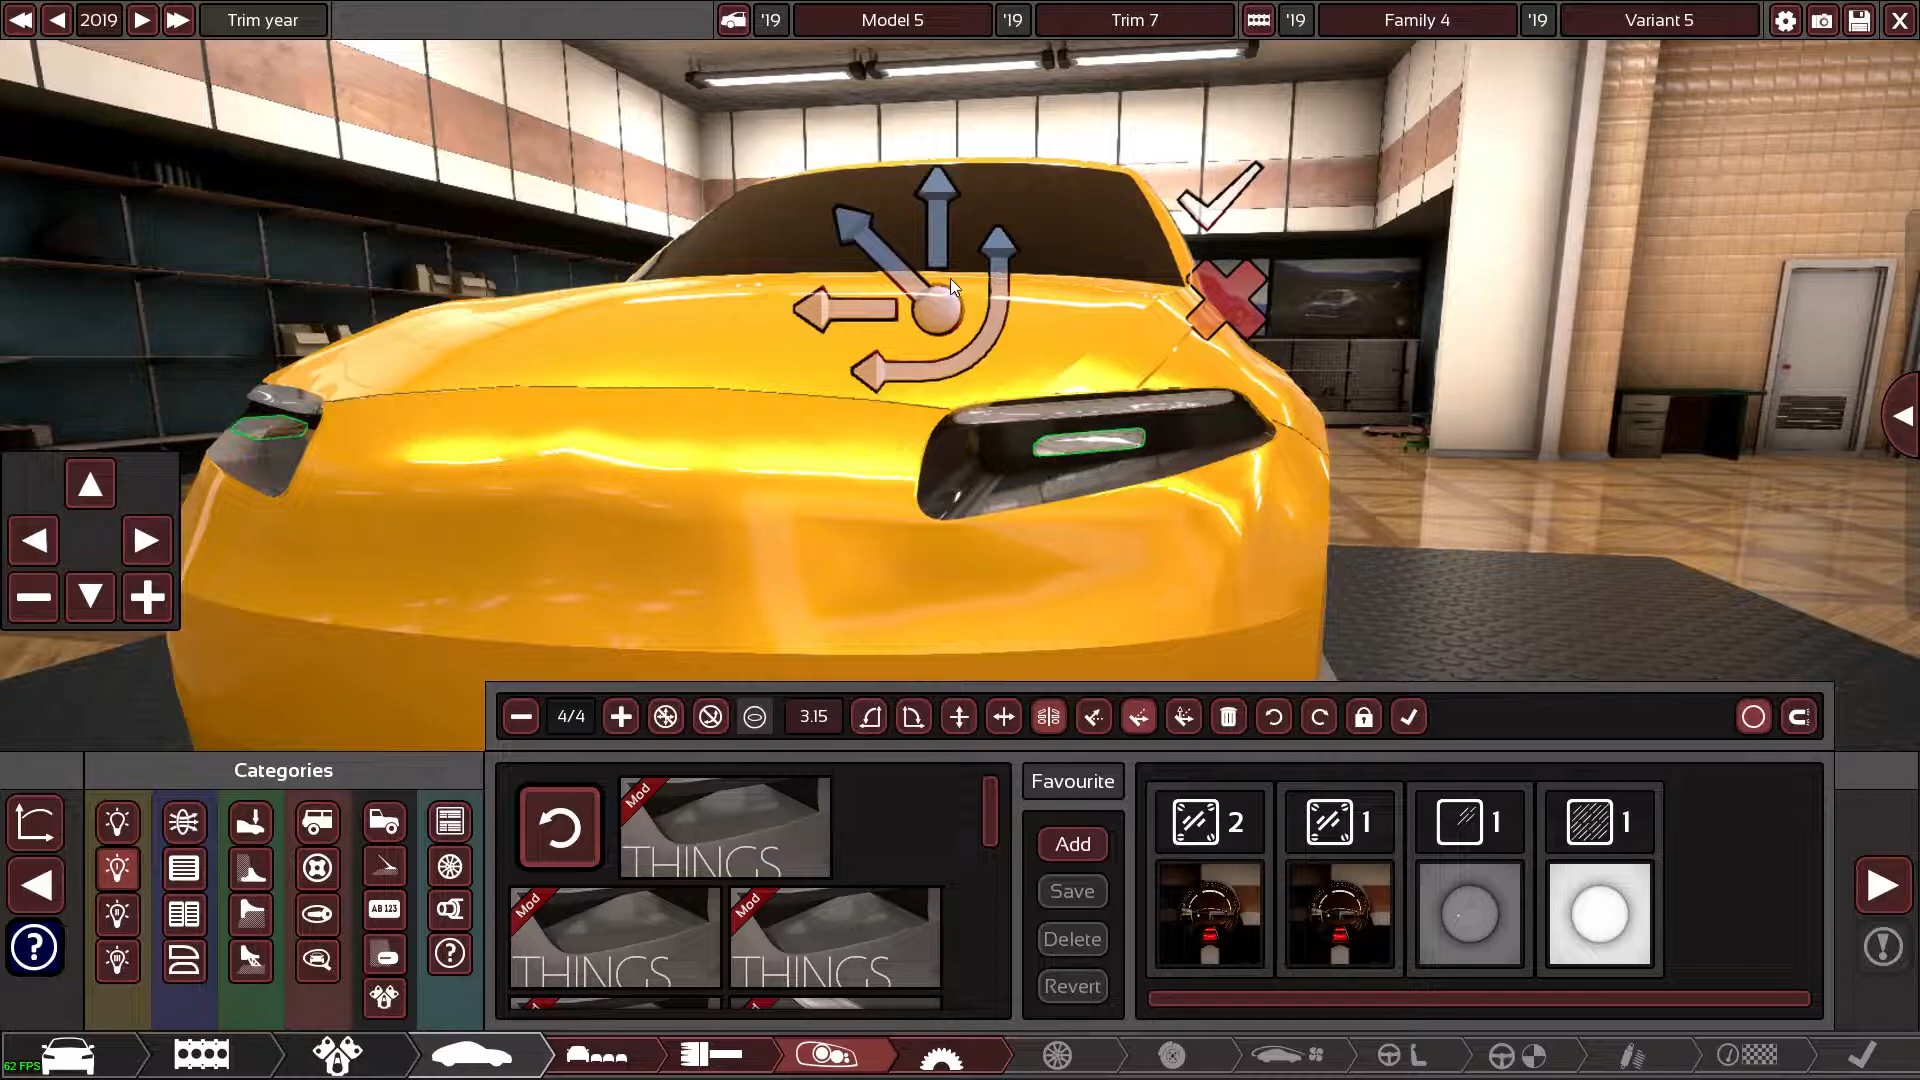 2019
Trim year
'19
Model 5
'19
Trim 7
'19
Family 4
'19
Variant 5
4/4
3.15
Categories
AB 123
Mod
THINGS
Mod
THINGS
Mod
THINGS
Favourite
Add
Save
Delete
Revert
2
1
1
1
62 FPS